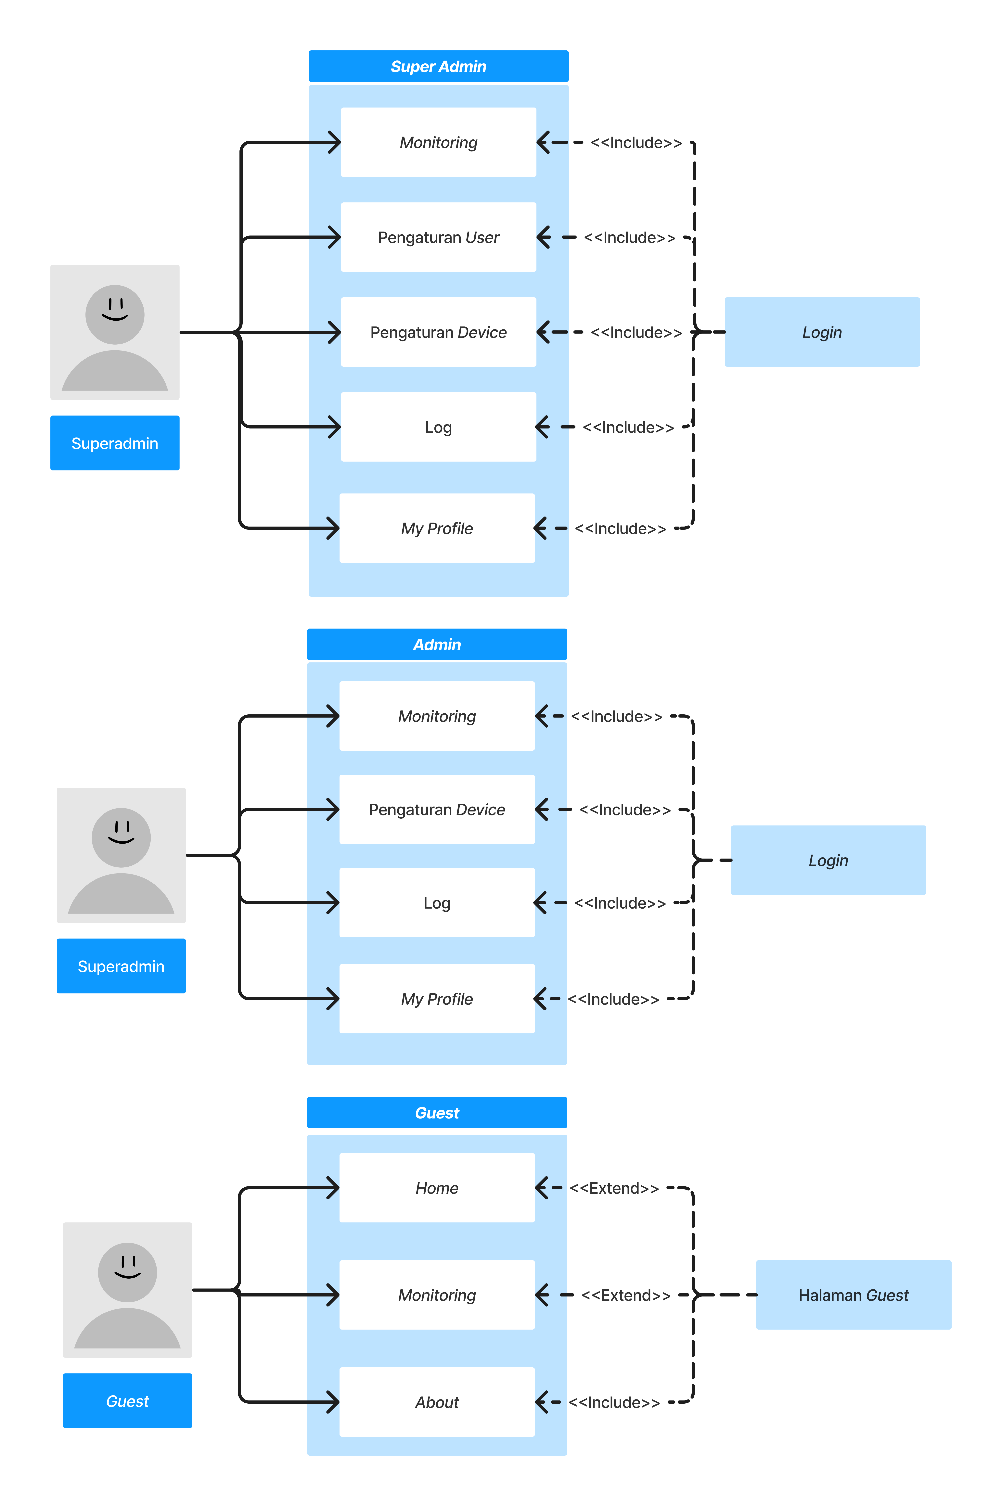 Super Admin
Monitoring
<<Include>>
Pengaturan User
<<Include>>
Pengaturan Device
<<Include>>
Login
Log
<<Include>>
Superadmin
My Profile
<<Include>>
Admin
Monitoring
<<Include>>
Pengaturan Device
<<Include>>
Login
Log
<<Include>>
Superadmin
My Profile
<<Include>>
Guest
Home
<<Extend>>
Monitoring
<<Extend>>
Halaman Guest
Guest
About
<<Include>>